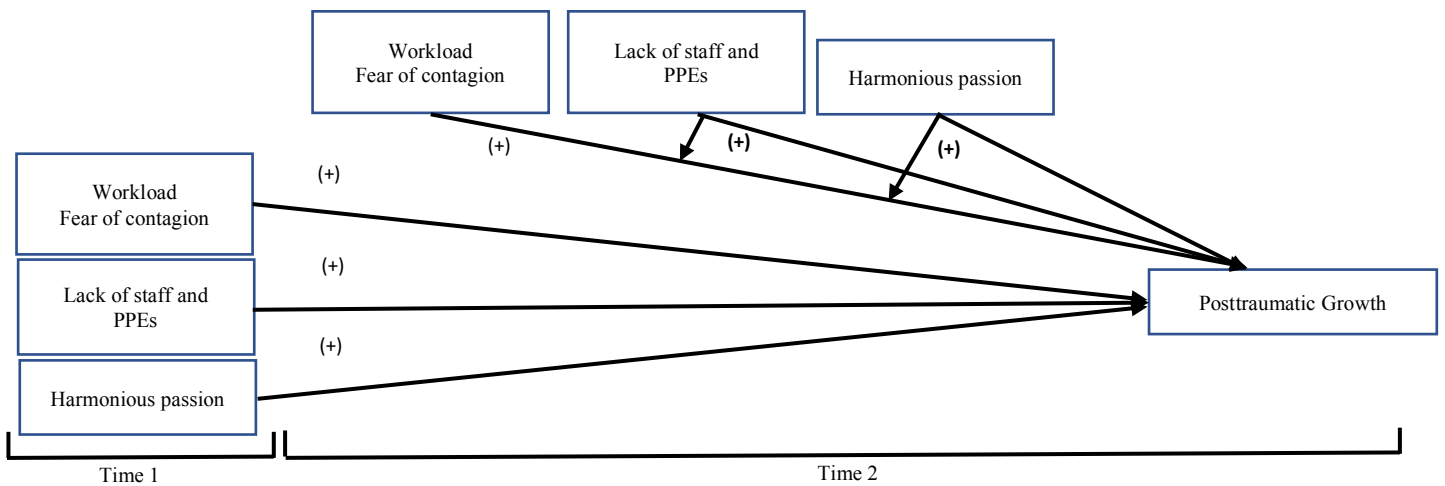 Workload
Fear of contagion
Lack of staff and
PPEs
Harmonious passion
(+)
(+)
(+)
(+)
Workload
Fear of contagion
(+)
Lack of staff and
PPEs
(+)
Harmonious passion
Posttraumatic Growth
Time 1
Time 2